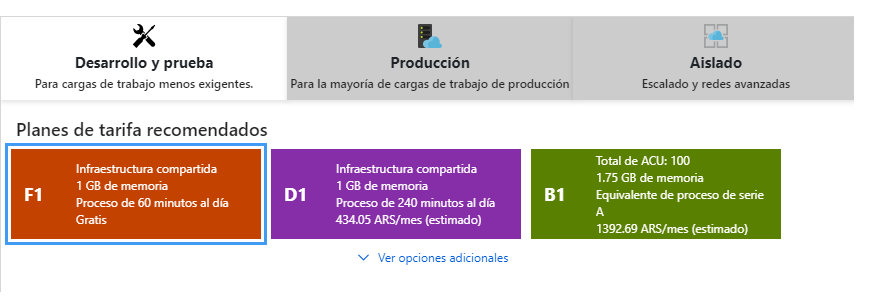 Desarrollo y prueba
Para cargas de trabajo menos exigentes.
Producción
Para la mayoría de cargas de trabajo de producción
Aislado
Escalado y redes avanzadas
Planes de tarifa recomendados
F1
Infraestructura compartida
1 GB de memoria
Proceso de 60 minutos al día
Gratis
D1
Infraestructura compartida
1 GB de memoria
Proceso de 240 minutos al día
434.05 ARS/mes (estimado)
B1
Total de ACU: 100
1.75 GB de memoria
Equivalente de proceso de serie
A
1392.69 ARS/mes (estimado)
Ver opciones adicionales